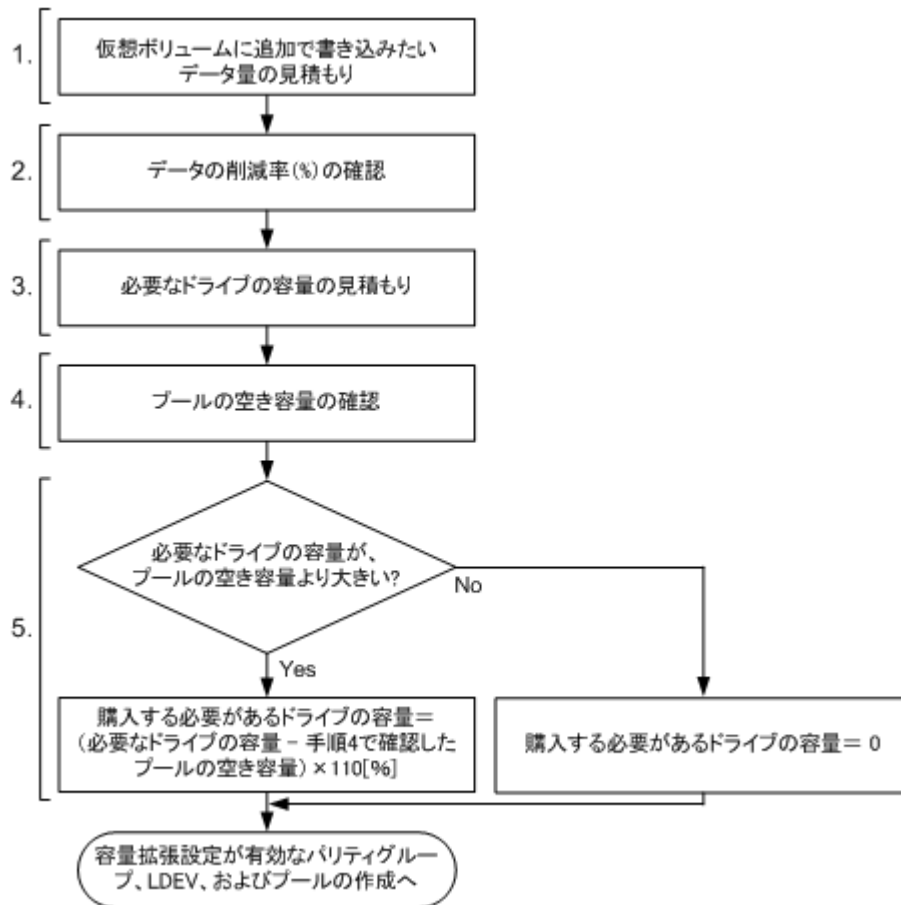 1.
仮想ボリュームに追加で書き込みたい
データ量の見積もり
2.
データの削減率(%)の確認
3.
必要なドライブの容量の見積もり
4.
プールの空き容量の確認
5.
必要なドライブの容量が、
プールの空き容量より大きい?
No
Yes
購入する必要があるドライブの容量＝
（必要なドライブの容量 − 手順4で確認した
プールの空き容量）×110[%]
購入する必要があるドライブの容量＝ 0
容量拡張設定が有効なパリティグルー
プ、LDEV、およびプールの作成へ